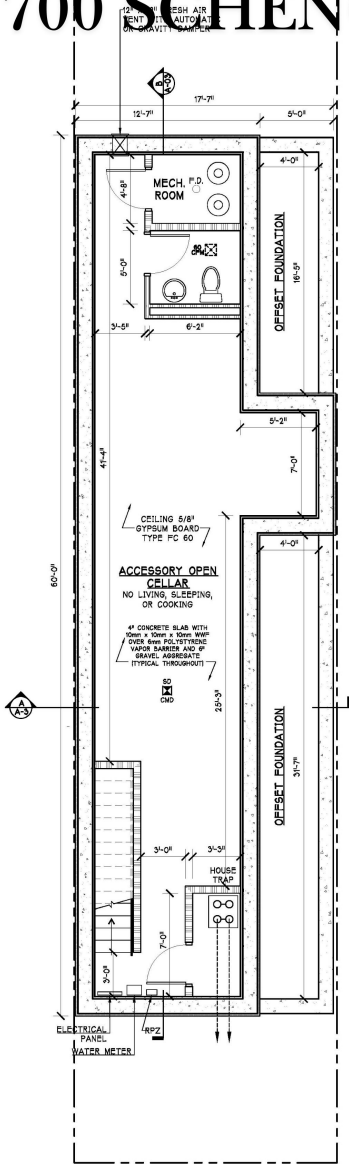 700 SCHEN
12" x 12" FRESH AIR
VENT WITH AUTOMATIC
OR GRAVITY DAMPER
B
A-03
17'-7"
12'-7"
5'-0"
4'-0"
MECH.
ROOM
F.D.
4'-8"
5'-0"
CFM
OFFSET FOUNDATION
16'-5"
3'-5"
6'-2"
5'-2"
7'-0"
41'-4"
60'-0"
4'-0"
CEILING 5/8"
GYPSUM BOARD
TYPE FC 60
ACCESSORY OPEN
CELLAR
NO LIVING, SLEEPING,
OR COOKING
4" CONCRETE SLAB WITH
10mm x 10mm x 10mm WWF
OVER 6mm POLYSTYRENE
VAPOR BARRIER AND 6"
GRAVEL AGGREGATE
(TYPICAL THROUGHOUT)
SD
CMD
25'-3"
A
A-3
OFFSET FOUNDATION
31'-7"
3'-0"
3'-3"
HOUSE
TRAP
7'-0"
3'-0"
ELECTRICAL
PANEL
WATER METER
RPZ